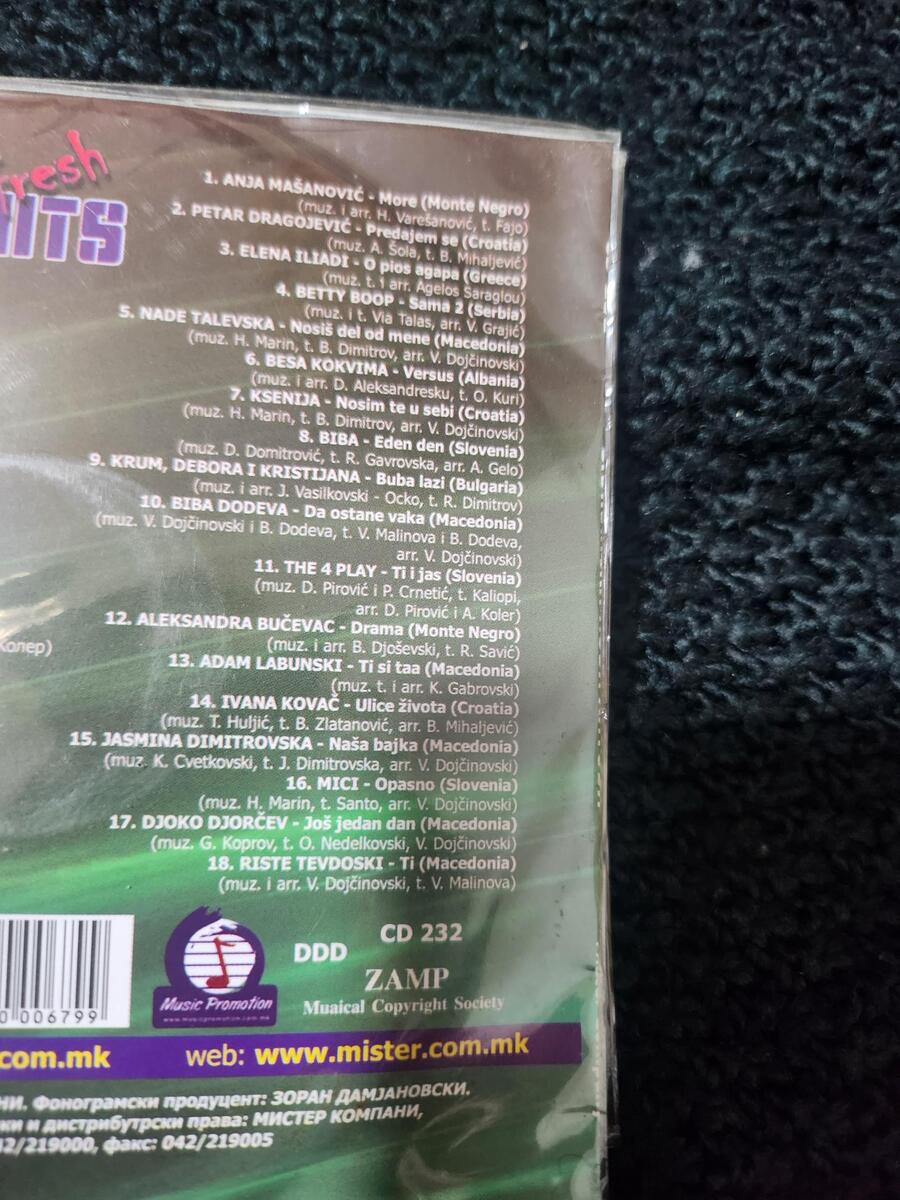 Fresh
HITS
1. ANJA MAŠANOVIĆ - More (Monte Negro)
(muz. i arr. H. Varešanović, t. Fajo)
2. PETAR DRAGOJEVIĆ - Predajem se (Croatia)
(muz. A. Šola, t. B. Mihaljević)
3. ELENA ILIADI - O pios agapa (Greece)
(muz. t. i arr. Agelos Saraglou)
4. BETTY BOOP - Sama 2 (Serbia)
(muz. i t. Via Talas, arr. V. Grajić)
5. NADE TALEVSKA - Nosiš del od mene (Macedonia)
(muz. H. Marin, t. B. Dimitrov, arr. V. Dojčinovski)
6. BESA KOKVIMA - Versus (Albania)
(muz. i arr. D. Aleksandresku, t. O. Kuri)
7. KSENIJA - Nosim te u sebi (Croatia)
(muz. H. Marin, t. B. Dimitrov, arr. V. Dojčinovski)
8. BIBA - Eden den (Slovenia)
(muz. D. Domitrović, t. R. Gavrovska, arr. A. Gelo)
9. KRUM, DEBORA I KRISTIJANA - Buba lazi (Bulgaria)
(muz. i arr. J. Vasilkovski - Ocko, t. R. Dimitrov)
10. BIBA DODEVA - Da ostane vaka (Macedonia)
(muz. V. Dojčinovski i B. Dodeva, t. V. Malinova i B. Dodeva,
arr. V. Dojčinovski)
11. THE 4 PLAY - Ti i jas (Slovenia)
(muz. D. Pirović i P. Crnetić, t. Kaliopi,
arr. D. Pirović i A. Koler)
12. ALEKSANDRA BUČEVAC - Drama (Monte Negro)
(muz. i arr. B. Djoševski, t. R. Savić)
Колер)
13. ADAM LABUNSKI - Ti si taa (Macedonia)
(muz. t. i arr. K. Gabrovski)
14. IVANA KOVAČ - Ulice života (Croatia)
(muz. T. Huljić, t. B. Zlatanović, arr. B. Mihaljević)
15. JASMINA DIMITROVSKA - Naša bajka (Macedonia)
(muz. K. Cvetkovski, t. J. Dimitrovska, arr. V. Dojčinovski)
16. MICI - Opasno (Slovenia)
(muz. H. Marin, t. Santo, arr. V. Dojčinovski)
17. DJOKO DJORČEV - Još jedan dan (Macedonia)
(muz. G. Koprov, t. O. Nedelkovski, V. Dojčinovski)
18. RISTE TEVDOSKI - Ti (Macedonia)
(muz. i arr. V. Dojčinovski, t. V. Malinova)
0 006799
Music Promotion
www.musicpromotion.com.mk
DDD
CD 232
ZAMP
Muaical Copyright Society
.com.mk web: www.mister.com.mk
НИ. Фонограмски продуцент: ЗОРАН ДАМЈАНОВСКИ.
ки и дистрибутрски права: МИСТЕР КОМПАНИ,
42/219000, факс: 042/219005